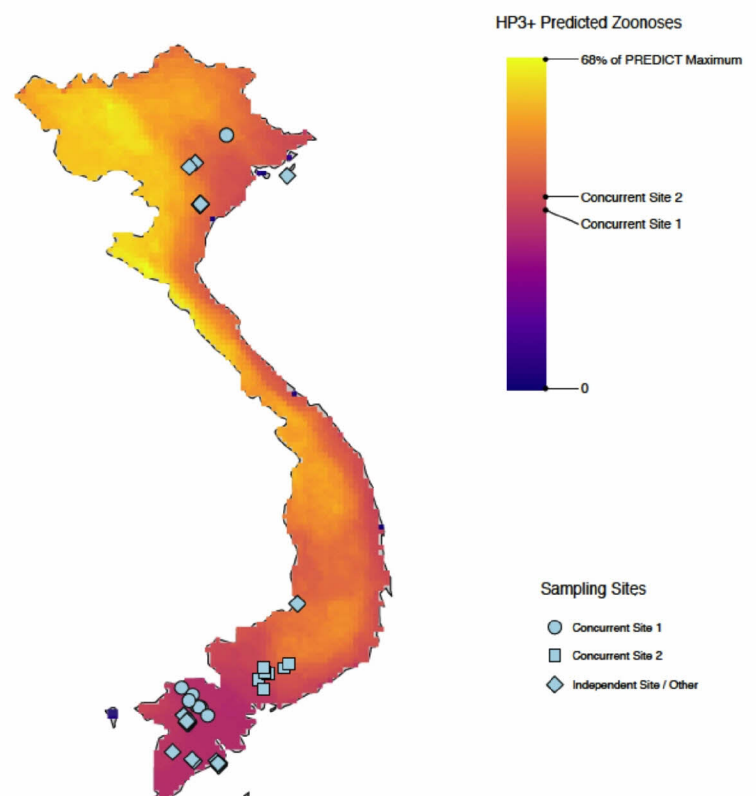 HP3+ Predicted Zoonoses
68% of PREDICT Maximum
Concurrent Site 2
Concurrent Site 1
0
Sampling Sites
Concurrent Site 1
Concurrent Site 2
Independent Site / Other